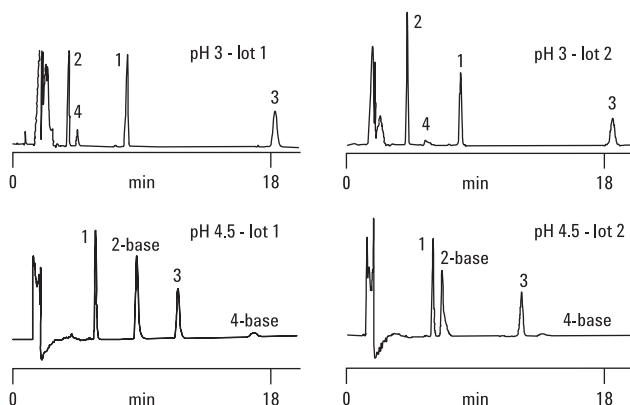 pH 3 - lot 1
2
1
4
3
0 min 18
pH 3 - lot 2
2
1
4
3
0 min 18
pH 4.5 - lot 1
1
2-base
3
4-base
0 min 18
pH 4.5 - lot 2
1
2-base
3
4-base
0 min 18